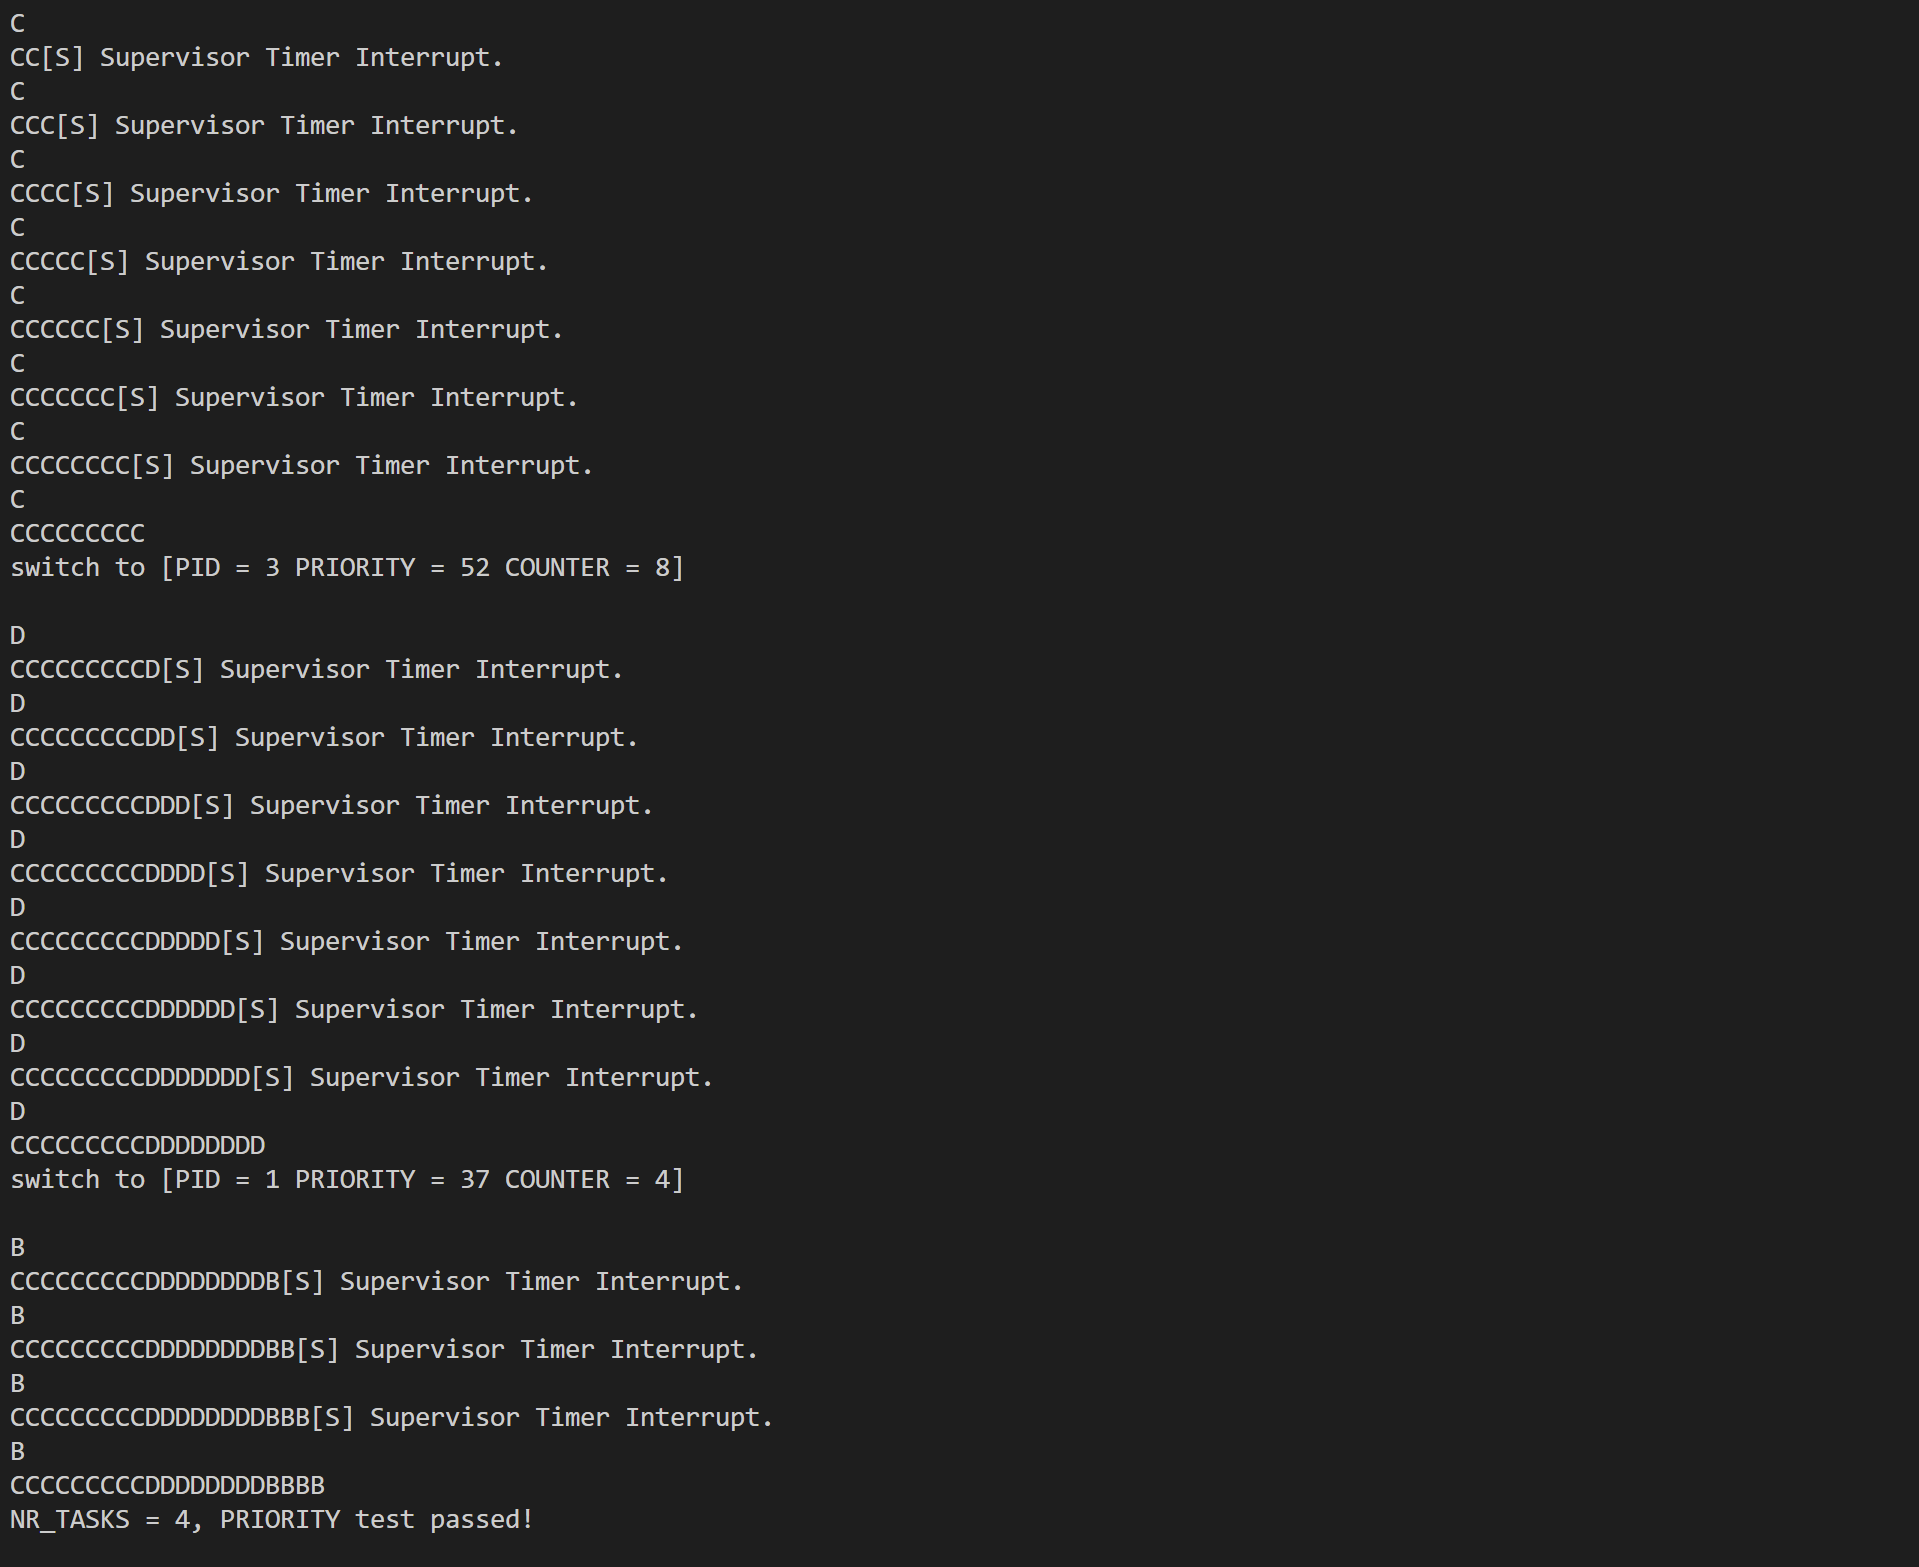 C
CC[S] Supervisor Timer Interrupt.
C
CCC[S] Supervisor Timer Interrupt.
C
CCCC[S] Supervisor Timer Interrupt.
C
CCCCC[S] Supervisor Timer Interrupt.
C
CCCCCC[S] Supervisor Timer Interrupt.
C
CCCCCCC[S] Supervisor Timer Interrupt.
C
CCCCCCCC[S] Supervisor Timer Interrupt.
C
CCCCCCCCC
switch to [PID = 3 PRIORITY = 52 COUNTER = 8]
D
CCCCCCCCCD[S] Supervisor Timer Interrupt.
D
CCCCCCCCCDD[S] Supervisor Timer Interrupt.
D
CCCCCCCCCDDD[S] Supervisor Timer Interrupt.
D
CCCCCCCCCDDDD[S] Supervisor Timer Interrupt.
D
CCCCCCCCCDDDDD[S] Supervisor Timer Interrupt.
D
CCCCCCCCCDDDDDD[S] Supervisor Timer Interrupt.
D
CCCCCCCCCDDDDDDD[S] Supervisor Timer Interrupt.
D
CCCCCCCCCDDDDDDDD
switch to [PID = 1 PRIORITY = 37 COUNTER = 4]
B
CCCCCCCCCDDDDDDDDB[S] Supervisor Timer Interrupt.
B
CCCCCCCCCDDDDDDDDBB[S] Supervisor Timer Interrupt.
B
CCCCCCCCCDDDDDDDDBBB[S] Supervisor Timer Interrupt.
B
CCCCCCCCCDDDDDDDDBBBB
NR_TASKS = 4, PRIORITY test passed!